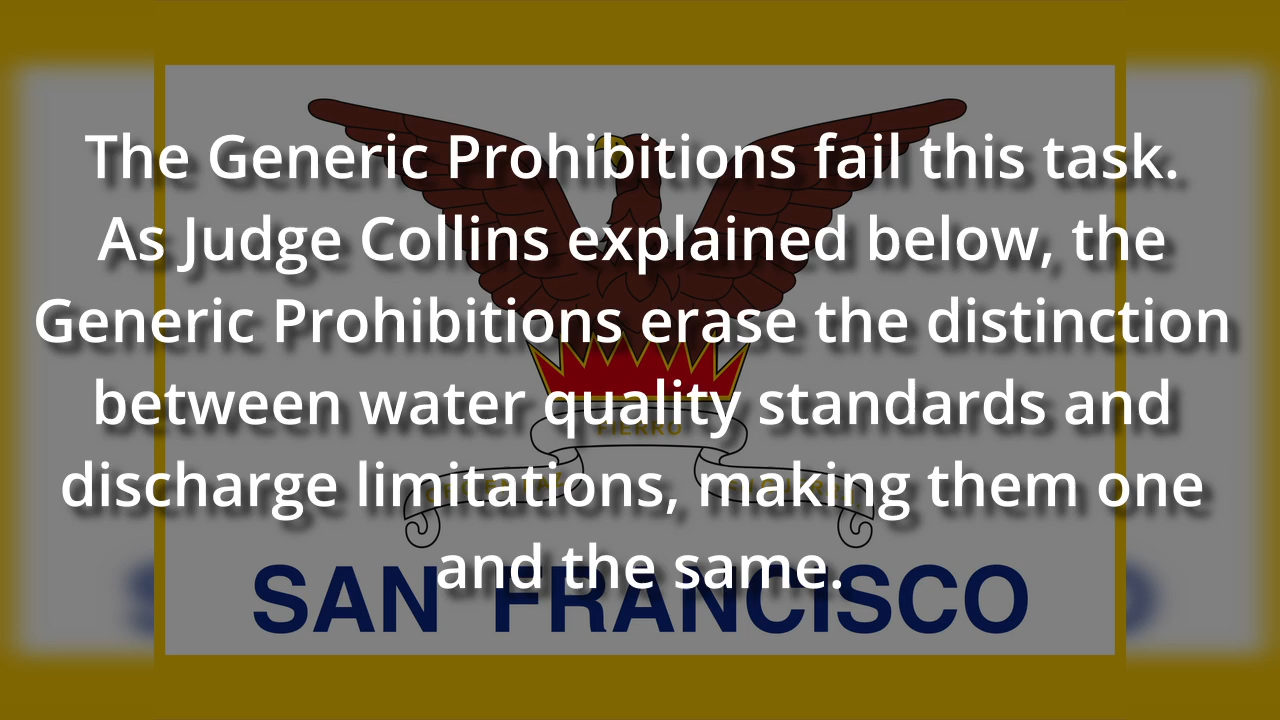 The Generic Prohibitions fail this task.
As Judge Collins explained below, the
Generic Prohibitions erase the distinction
between water quality standards and
discharge limitations, making them one
and the same.
FIERRO
SAN FRANCISCO